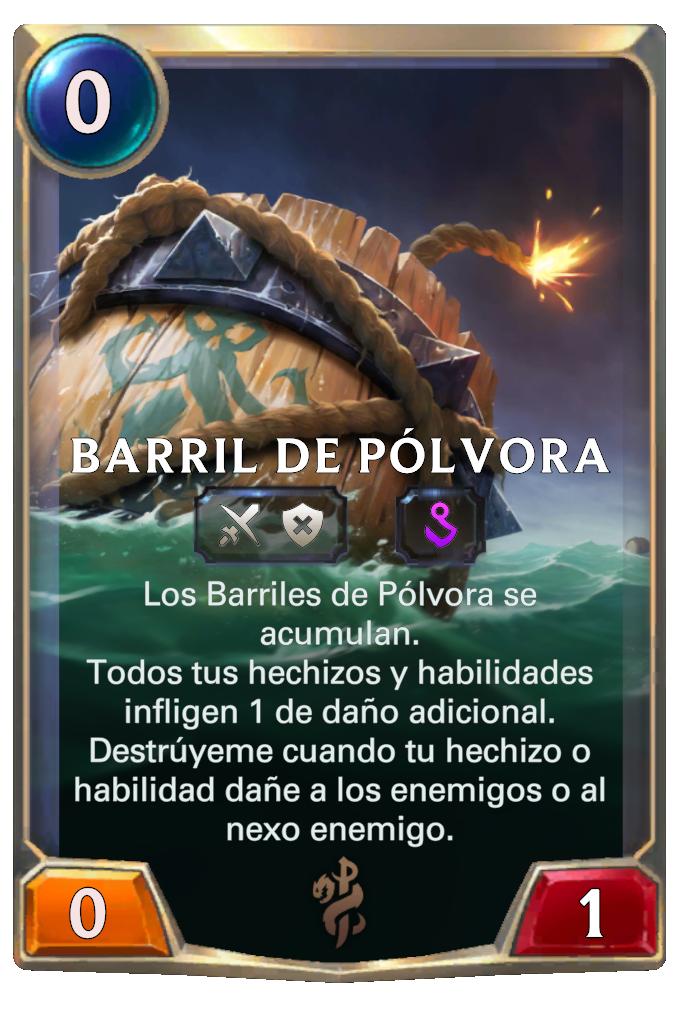 0
BARRIL DE PÓLVORA
Los Barriles de Pólvora se
acumulan.
Todos tus hechizos y habilidades
infligen 1 de daño adicional.
Destrúyeme cuando tu hechizo o
habilidad dañe a los enemigos o al
nexo enemigo.
0
1